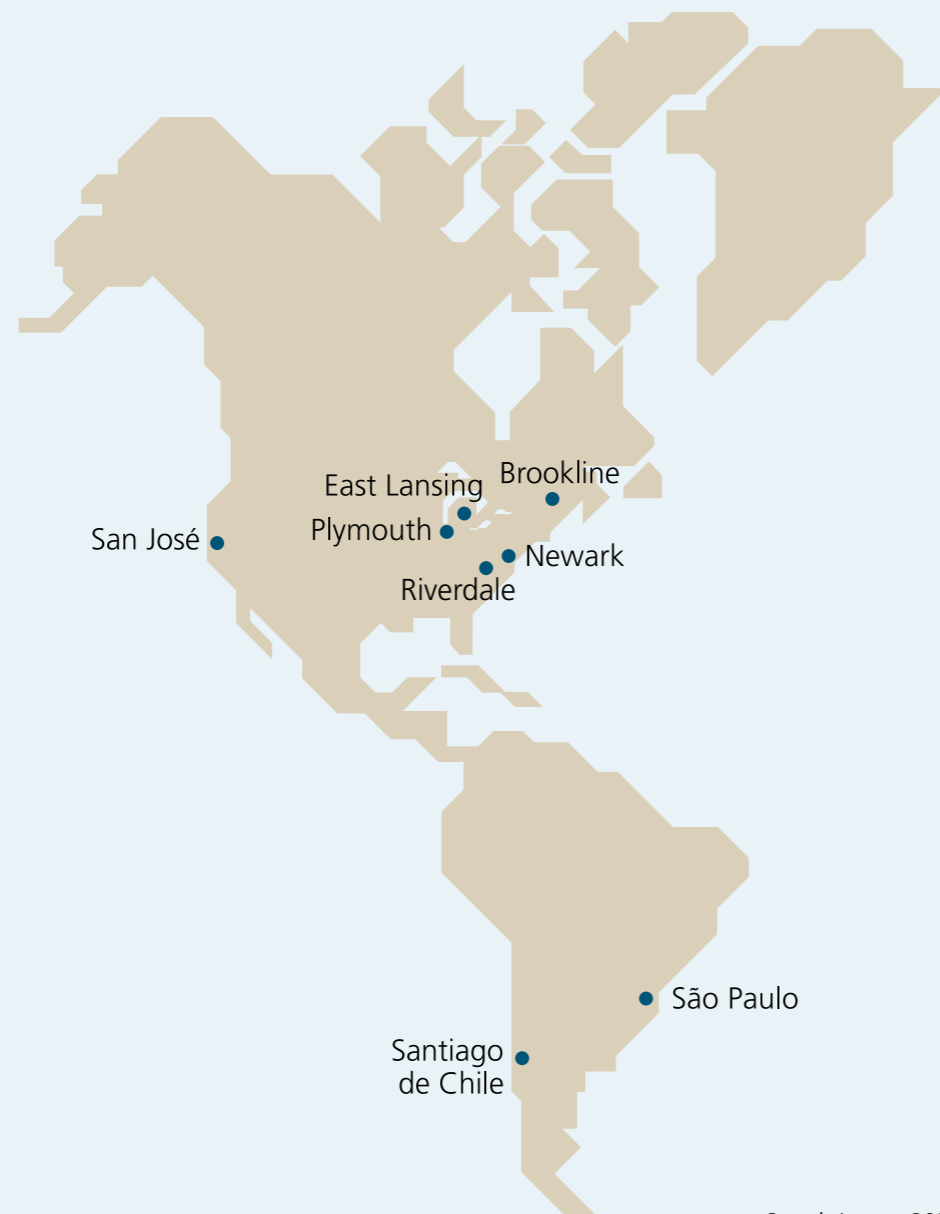 Brookline
East Lansing
Plymouth
San José
Newark
Riverdale
São Paulo
Santiago
de Chile